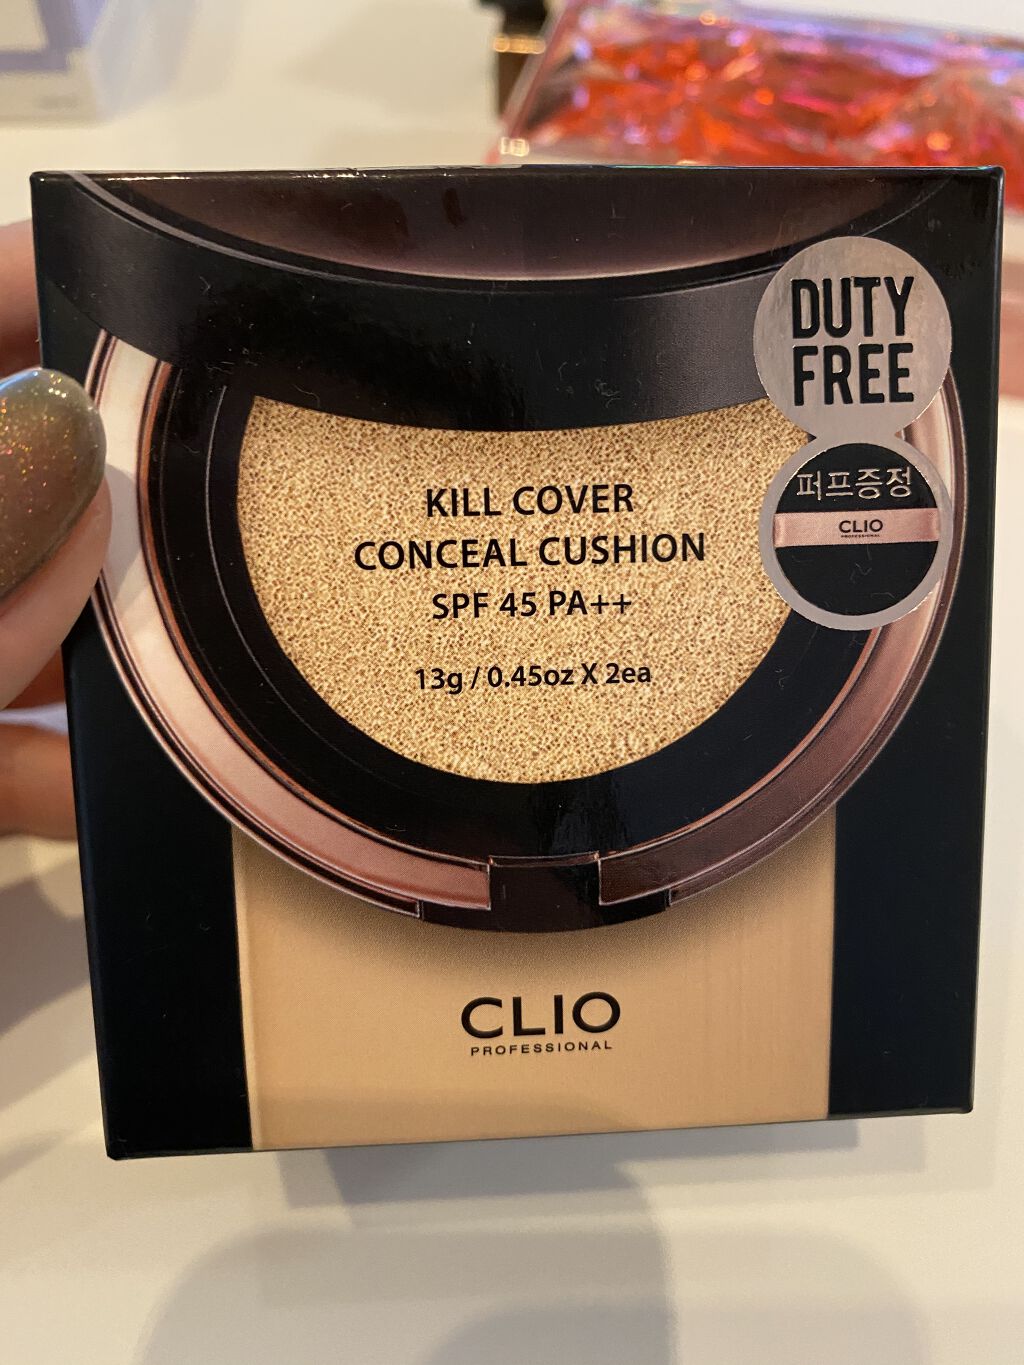 DUTY
FREE
퍼프증정
CLIO
PROFESSIONAL
KILL COVER
CONCEAL CUSHION
SPF 45 PA++
13g / 0.45oz X 2ea
CLIO
PROFESSIONAL